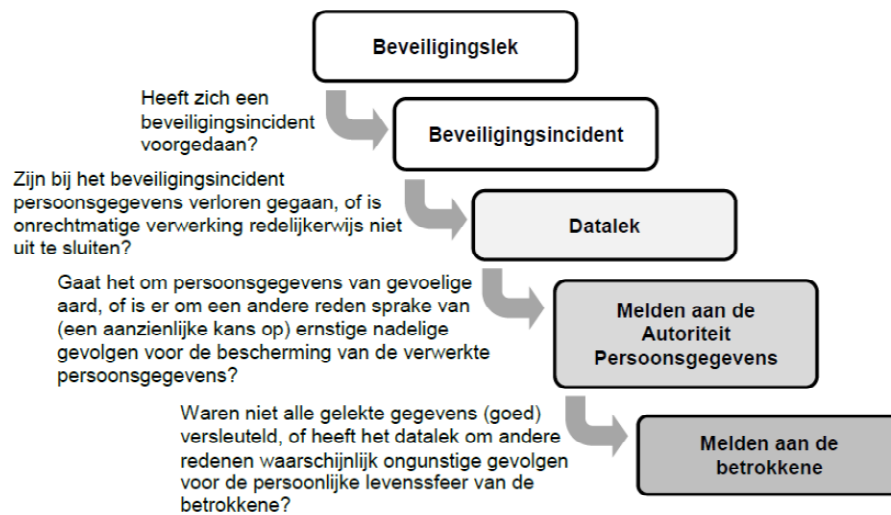 Beveiligingslek
Heeft zich een
beveiligingsincident
voorgedaan?
Beveiligingsincident
Zijn bij het beveiligingsincident
persoonsgegevens verloren gegaan, of is
onrechtmatige verwerking redelijkerwijs niet
uit te sluiten?
Datalek
Gaat het om persoonsgegevens van gevoelige
aard, of is er om een andere reden sprake van
(een aanzienlijke kans op) ernstige nadelige
gevolgen voor de bescherming van de verwerkte
persoonsgegevens?
Melden aan de
Autoriteit
Persoonsgegevens
Waren niet alle gelekte gegevens (goed)
versleuteld, of heeft het datalek om andere
redenen waarschijnlijk ongunstige gevolgen
voor de persoonlijke levenssfeer van de
betrokkene?
Melden aan de
betrokkene